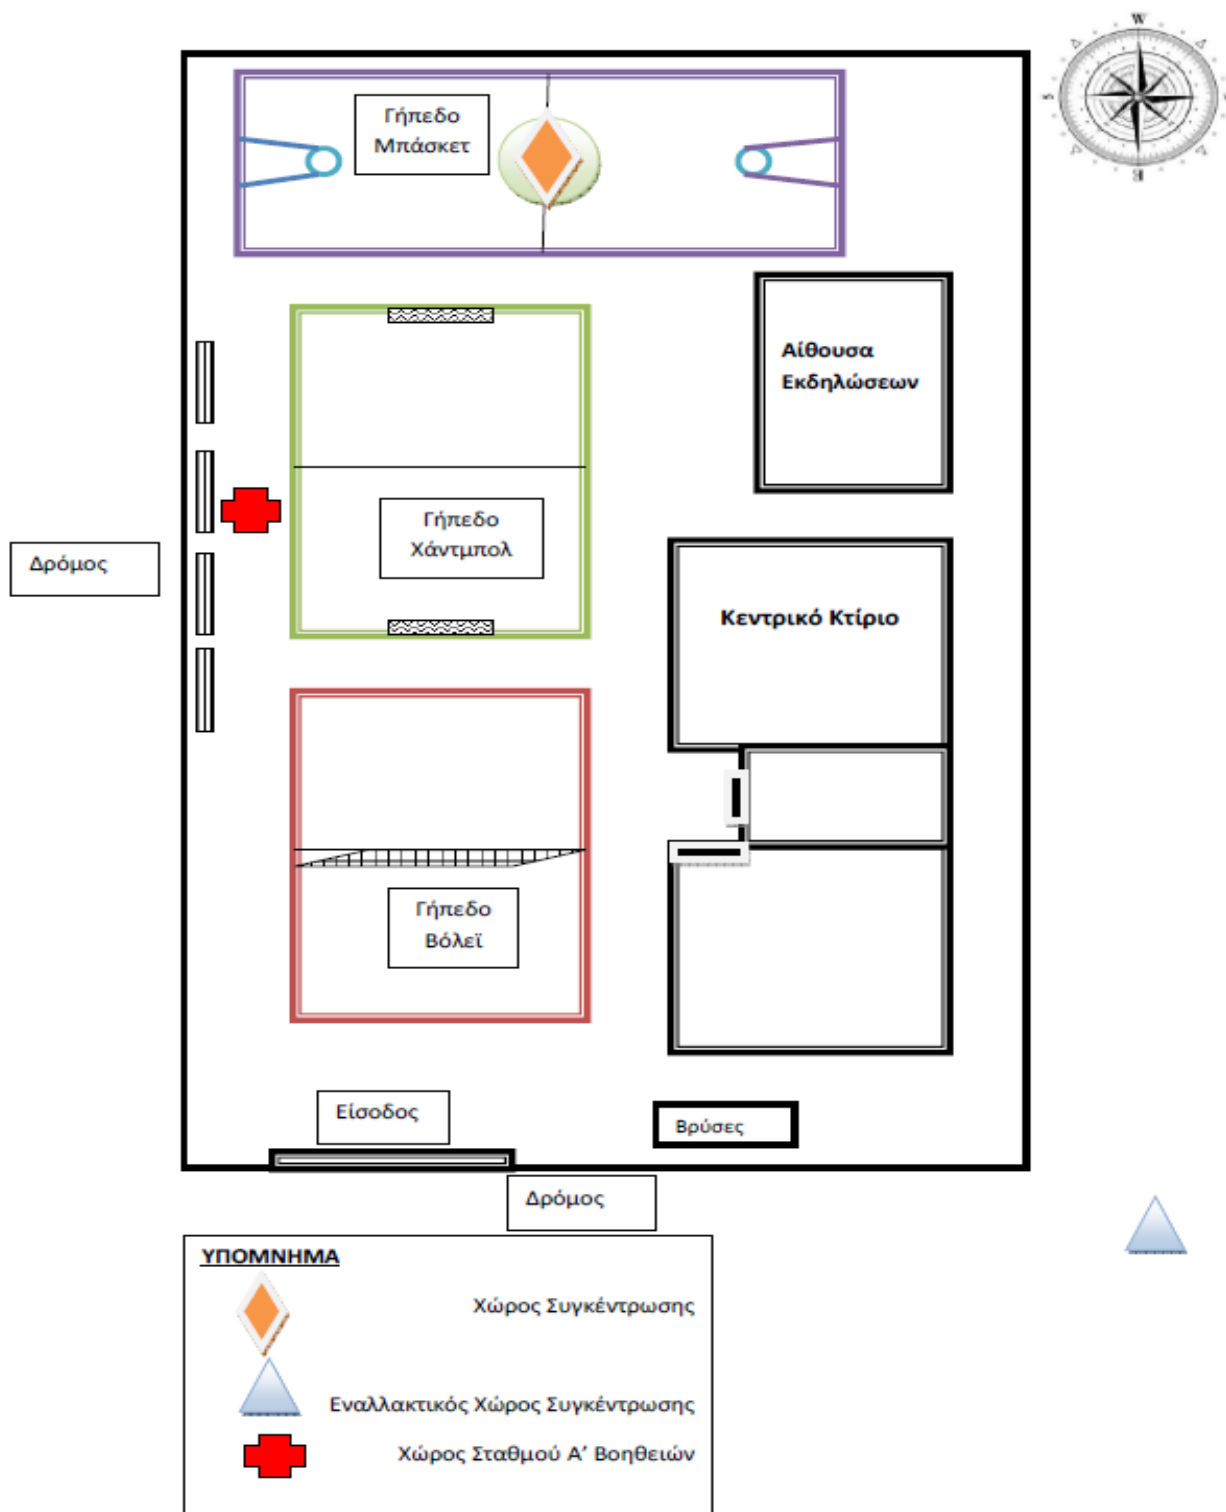 W
S
E
Γήπεδο
Μπάσκετ
Αίθουσα
Εκδηλώσεων
Γήπεδο
Χάντμπολ
Δρόμος
Κεντρικό Κτίριο
Γήπεδο
Βόλεϊ
Είσοδος
Βρύσες
Δρόμος
ΥΠΟΜΝΗΜΑ
Χώρος Συγκέντρωσης
Εναλλακτικός Χώρος Συγκέντρωσης
Χώρος Σταθμού Α' Βοηθειών